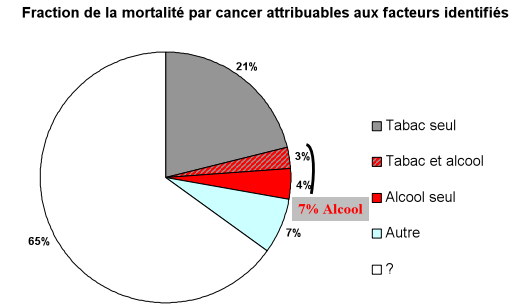 Fraction de la mortalité par cancer attribuables aux facteurs identifiés
21%
3%
4%
7% Alcool
7%
65%
Tabac seul
Tabac et alcool
Alcool seul
Autre
?